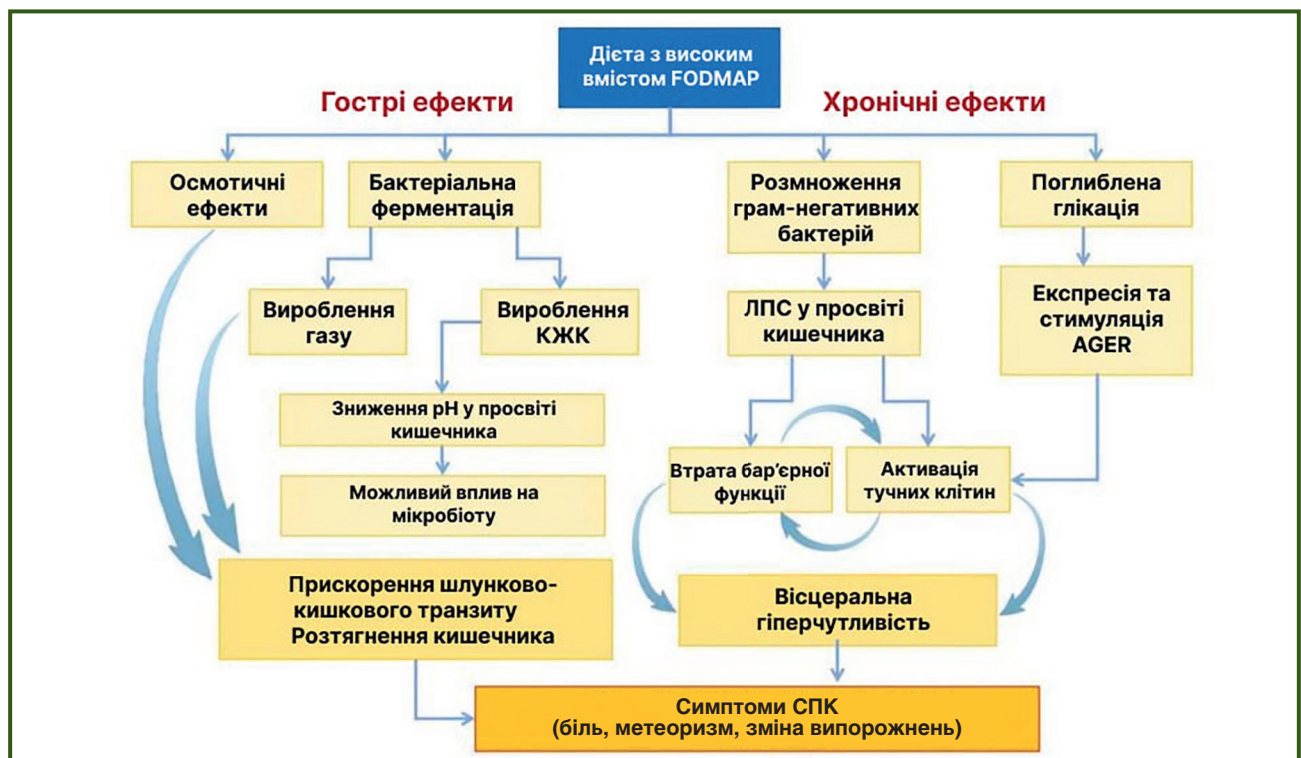 Дієта з високим
вмістом FODMAP
Гострі ефекти
Хронічні ефекти
Осмотичні
ефекти
Бактеріальна
ферментація
Розмноження
грам-негативних
бактерій
Поглиблена
глікація
Вироблення
газу
Вироблення
КЖК
ЛПС у просвіті
кишечника
Експресія та
стимуляція
AGER
Зниження pH у просвіті
кишечника
Можливий вплив на
мікробіоту
Втрата бар’єрної
функції
Активація
тучних клітин
Прискорення шлунково-
кишкового транзиту
Розтягнення кишечника
Вісцеральна
гіперчутливість
Симптоми СПК
(біль, метеоризм, зміна випорожнень)